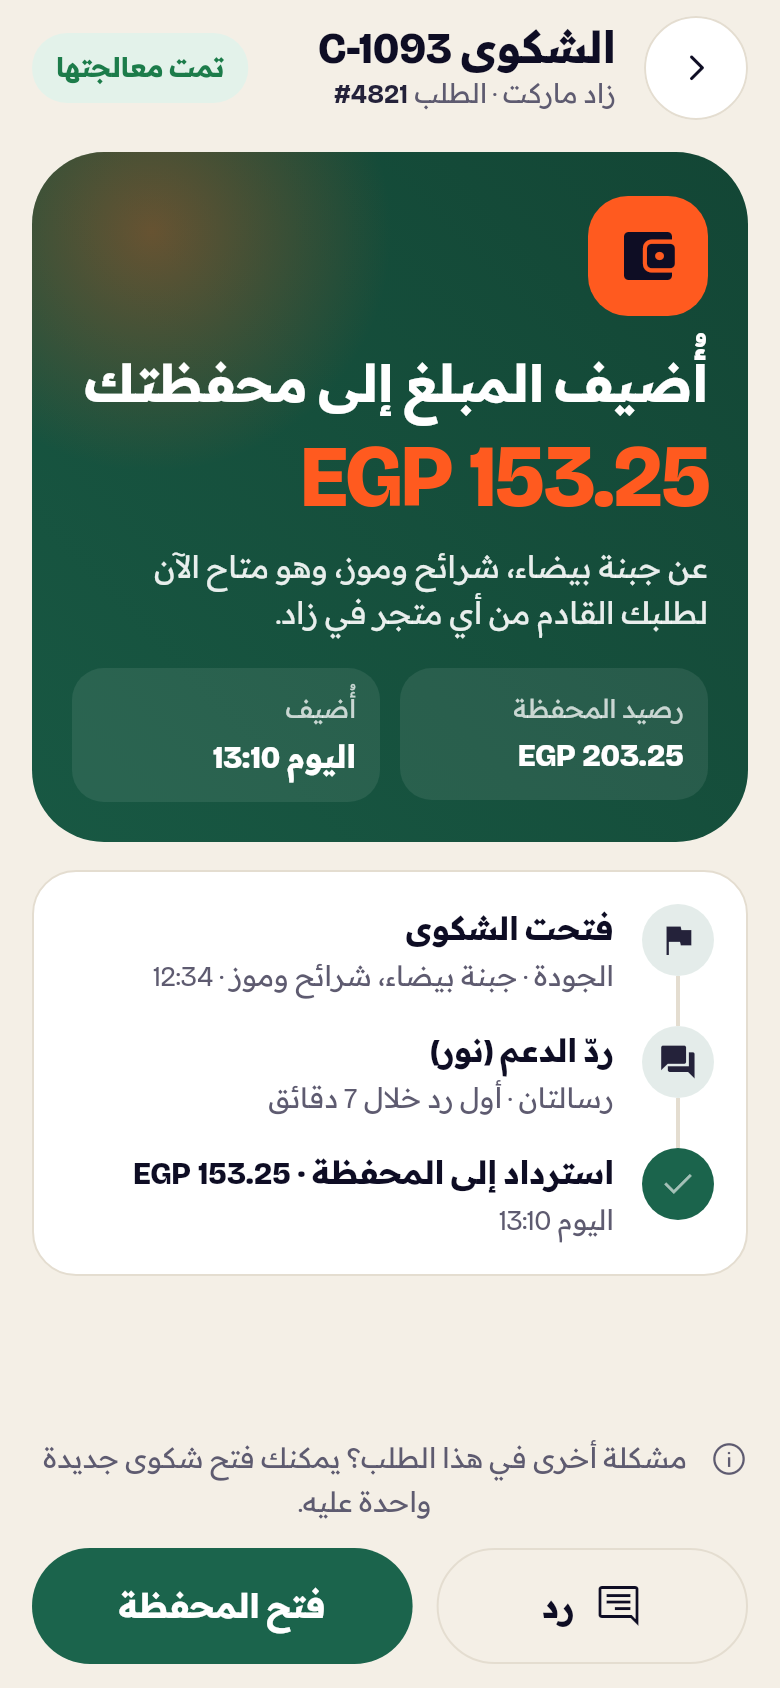 الشكوى C-1093
زاد ماركت · الطلب #4821
تمت معالجتها
أُضيف المبلغ إلى محفظتك
EGP 153.25
عن جبنة بيضاء، شرائح وموز، وهو متاح الآن
لطلبك القادم من أي متجر في زاد.
رصيد المحفظة
EGP 203.25
أُضيف
اليوم 13:10
فتحت الشكوى
الجودة · جبنة بيضاء، شرائح وموز · 12:34
ردّ الدعم (نور)
رسالتان · أول رد خلال 7 دقائق
استرداد إلى المحفظة · EGP 153.25
اليوم 13:10
مشكلة أخرى في هذا الطلب؟ يمكنك فتح شكوى جديدة
واحدة عليه.
رد
فتح المحفظة